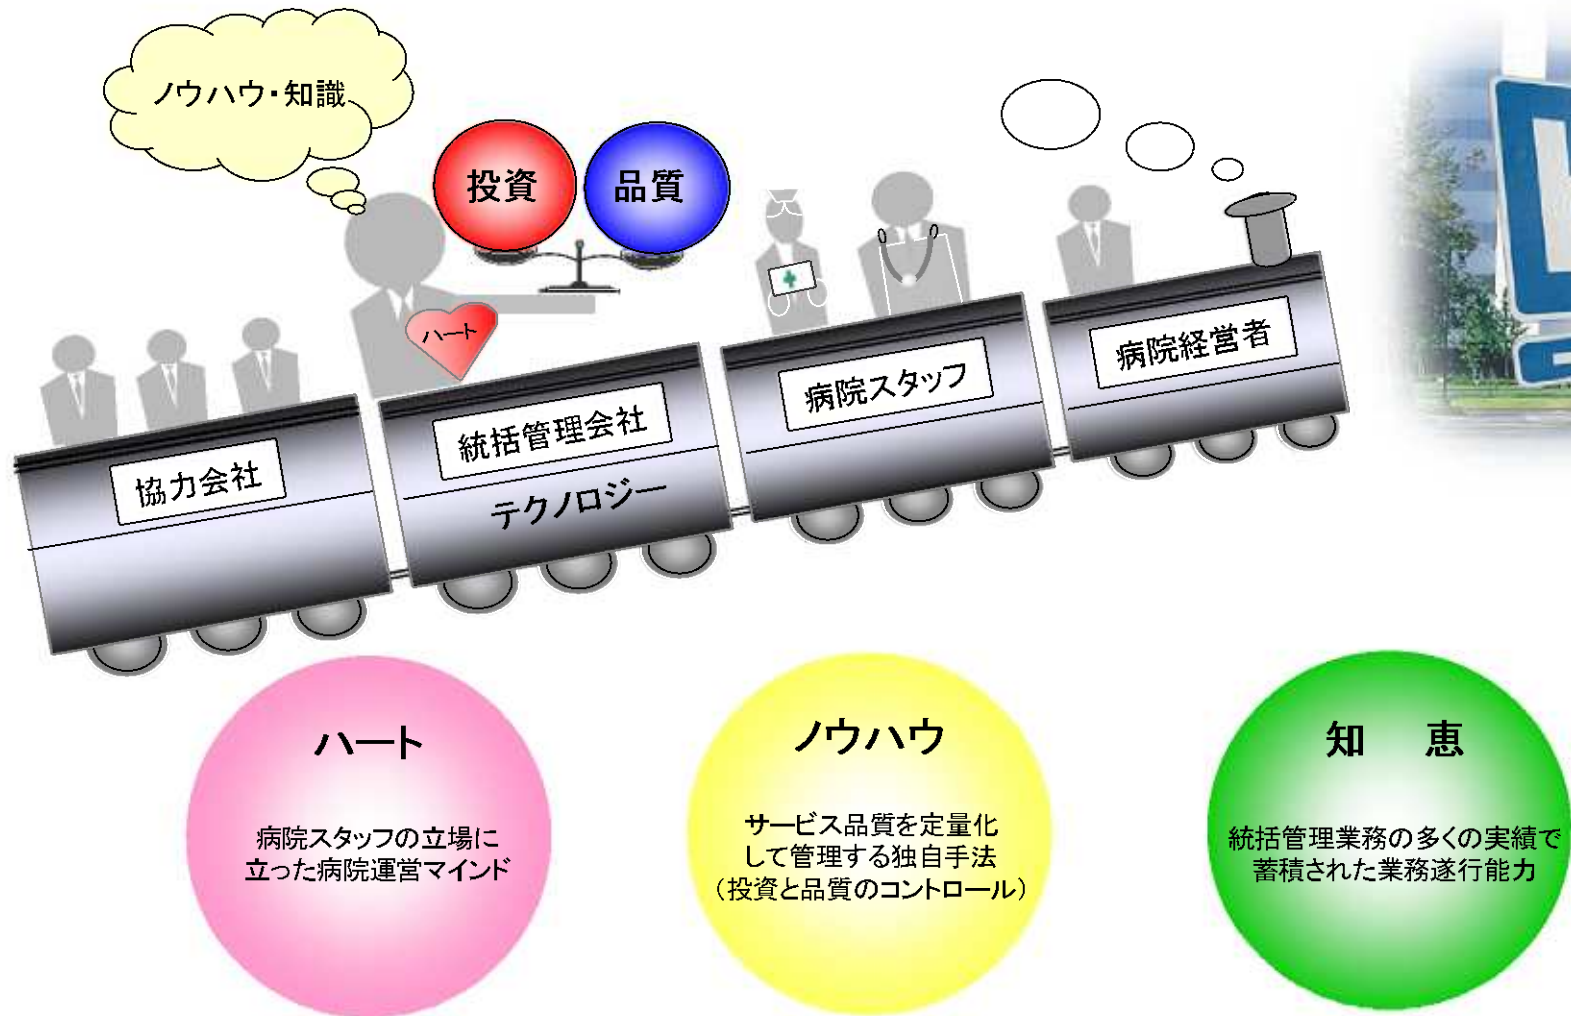 ノウハウ・知識
投資
品質
ハート
病院経営者
病院スタッフ
統括管理会社
テクノロジー
協力会社
ハート
病院スタッフの立場に
立った病院運営マインド
ノウハウ
サービス品質を定量化
して管理する独自手法
（投資と品質のコントロール）
知　恵
統括管理業務の多くの実績で
蓄積された業務遂行能力